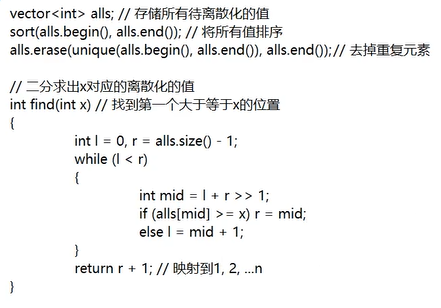 vector<int> alls; // 存储所有待离散化的值
sort(alls.begin(), alls.end()); // 将所有值排序
alls.erase(unique(alls.begin(), alls.end()), alls.end());// 去掉重复元素
// 二分求出x对应的离散化的值
int find(int x) // 找到第一个大于等于x的位置
{
int l = 0, r = alls.size() - 1;
while (l < r)
{
int mid = l + r >> 1;
if (alls[mid] >= x) r = mid;
else l = mid + 1;
}
return r + 1; // 映射到1, 2, ...n
}